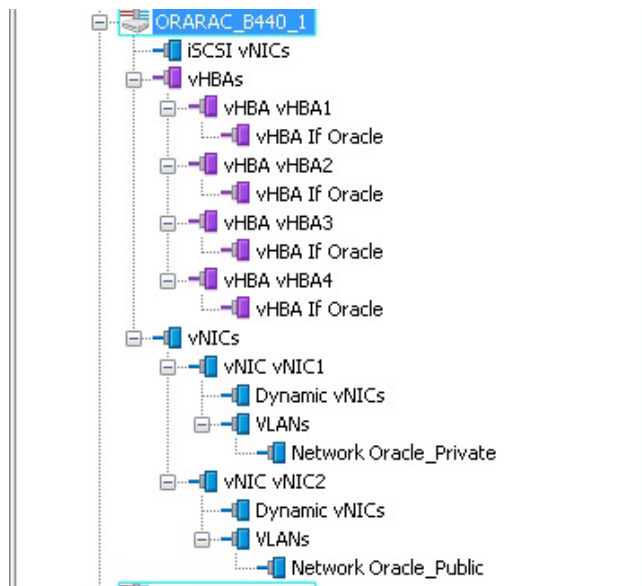 ORARAC_B440_1
iSCSI vNICs
vHBAs
vHBA vHBA1
vHBA If Oracle
vHBA vHBA2
vHBA If Oracle
vHBA vHBA3
vHBA If Oracle
vHBA vHBA4
vHBA If Oracle
vNICs
vNIC vNIC1
Dynamic vNICs
VLANs
Network Oracle_Private
vNIC vNIC2
Dynamic vNICs
VLANs
Network Oracle_Public